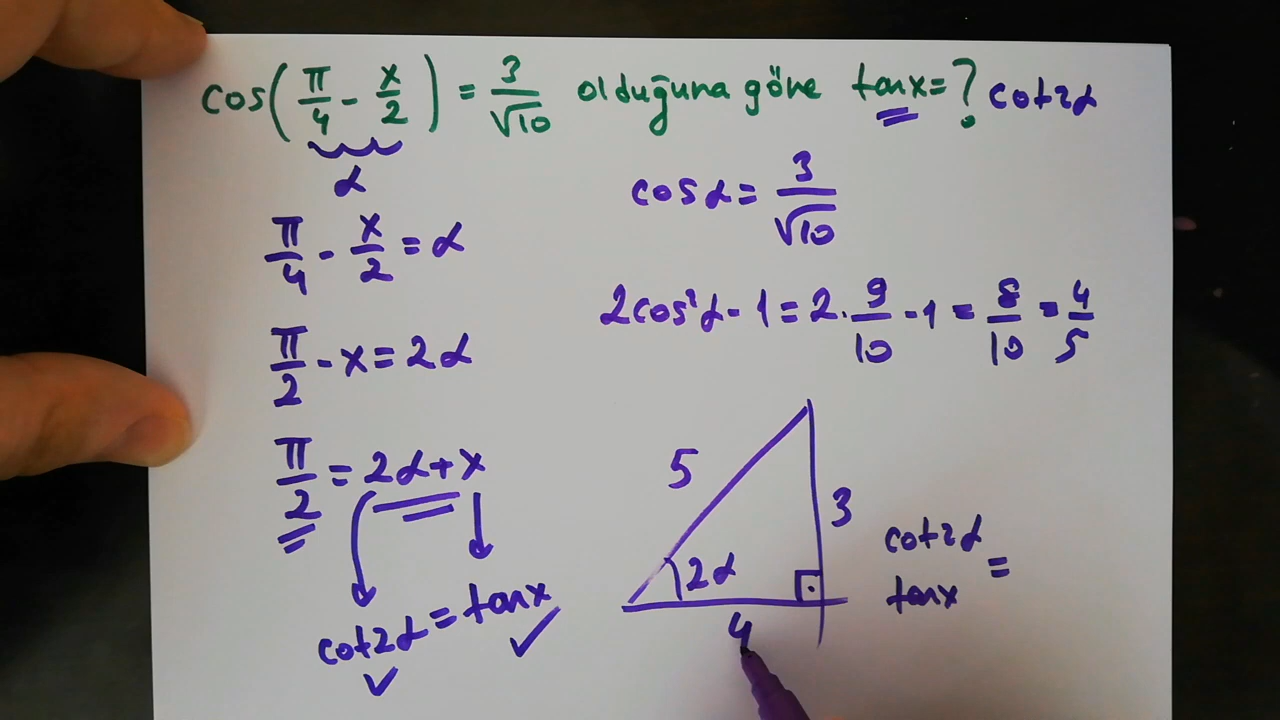 cos(π/4 - x/2) = 3/√10 olduğuna göre tanx = ? cot2α
α
π/4 - x/2 = α
π/2 - x = 2α
π/2 = 2α + x
cot2α = tanx
cosα = 3/√10
2cos²α - 1 = 2 · 9/10 - 1 = 8/10 = 4/5
5
3
2α
4
cot2α
tanx =